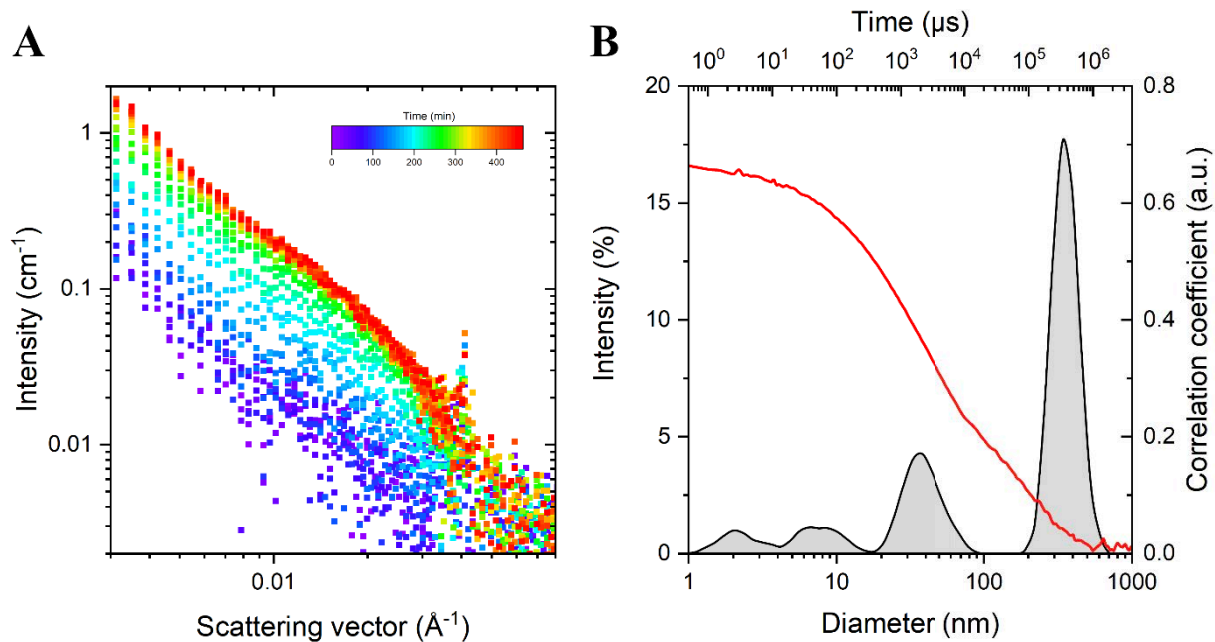 A
Time (min)
0 100 200 300 400
1
0.1
0.01
Intensity (cm⁻¹)
0.01
Scattering vector (Å⁻¹)
B
Time (µs)
10⁰ 10¹ 10² 10³ 10⁴ 10⁵ 10⁶
20
15
10
5
0
Intensity (%)
0.8
0.6
0.4
0.2
0.0
Correlation coefficient (a.u.)
1 10 100 1000
Diameter (nm)